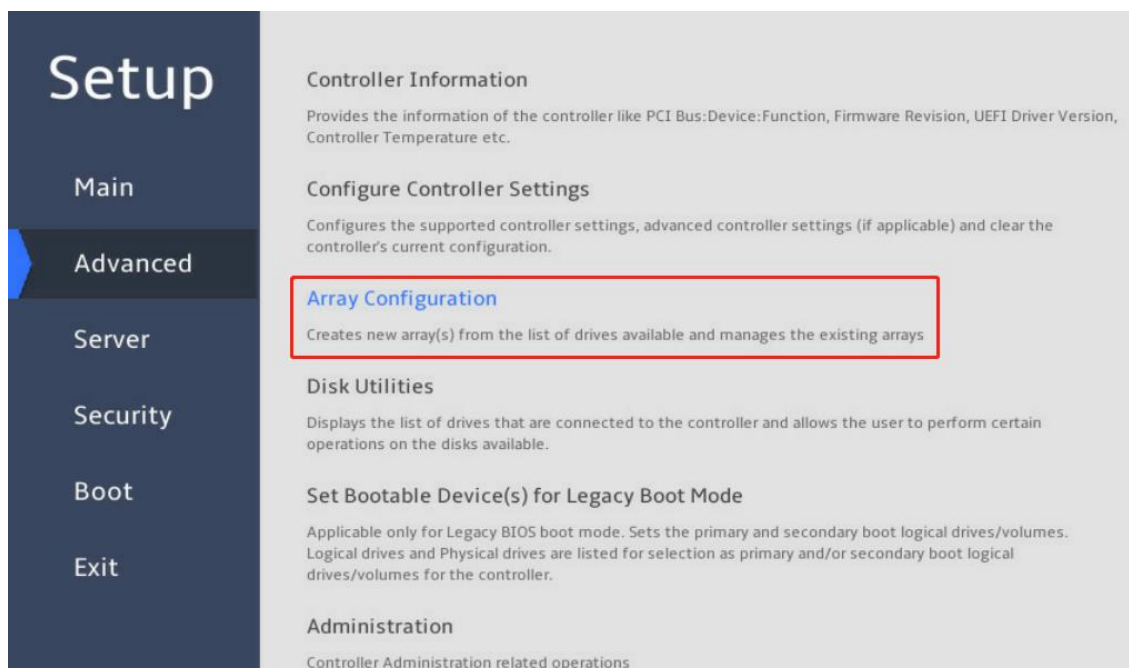 Setup
Main
Advanced
Server
Security
Boot
Exit
Controller Information
Provides the information of the controller like PCI Bus:Device:Function, Firmware Revision, UEFI Driver Version,
Controller Temperature etc.
Configure Controller Settings
Configures the supported controller settings, advanced controller settings (if applicable) and clear the
controller's current configuration.
Array Configuration
Creates new array(s) from the list of drives available and manages the existing arrays
Disk Utilities
Displays the list of drives that are connected to the controller and allows the user to perform certain
operations on the disks available.
Set Bootable Device(s) for Legacy Boot Mode
Applicable only for Legacy BIOS boot mode. Sets the primary and secondary boot logical drives/volumes.
Logical drives and Physical drives are listed for selection as primary and/or secondary boot logical
drives/volumes for the controller.
Administration
Controller Administration related operations